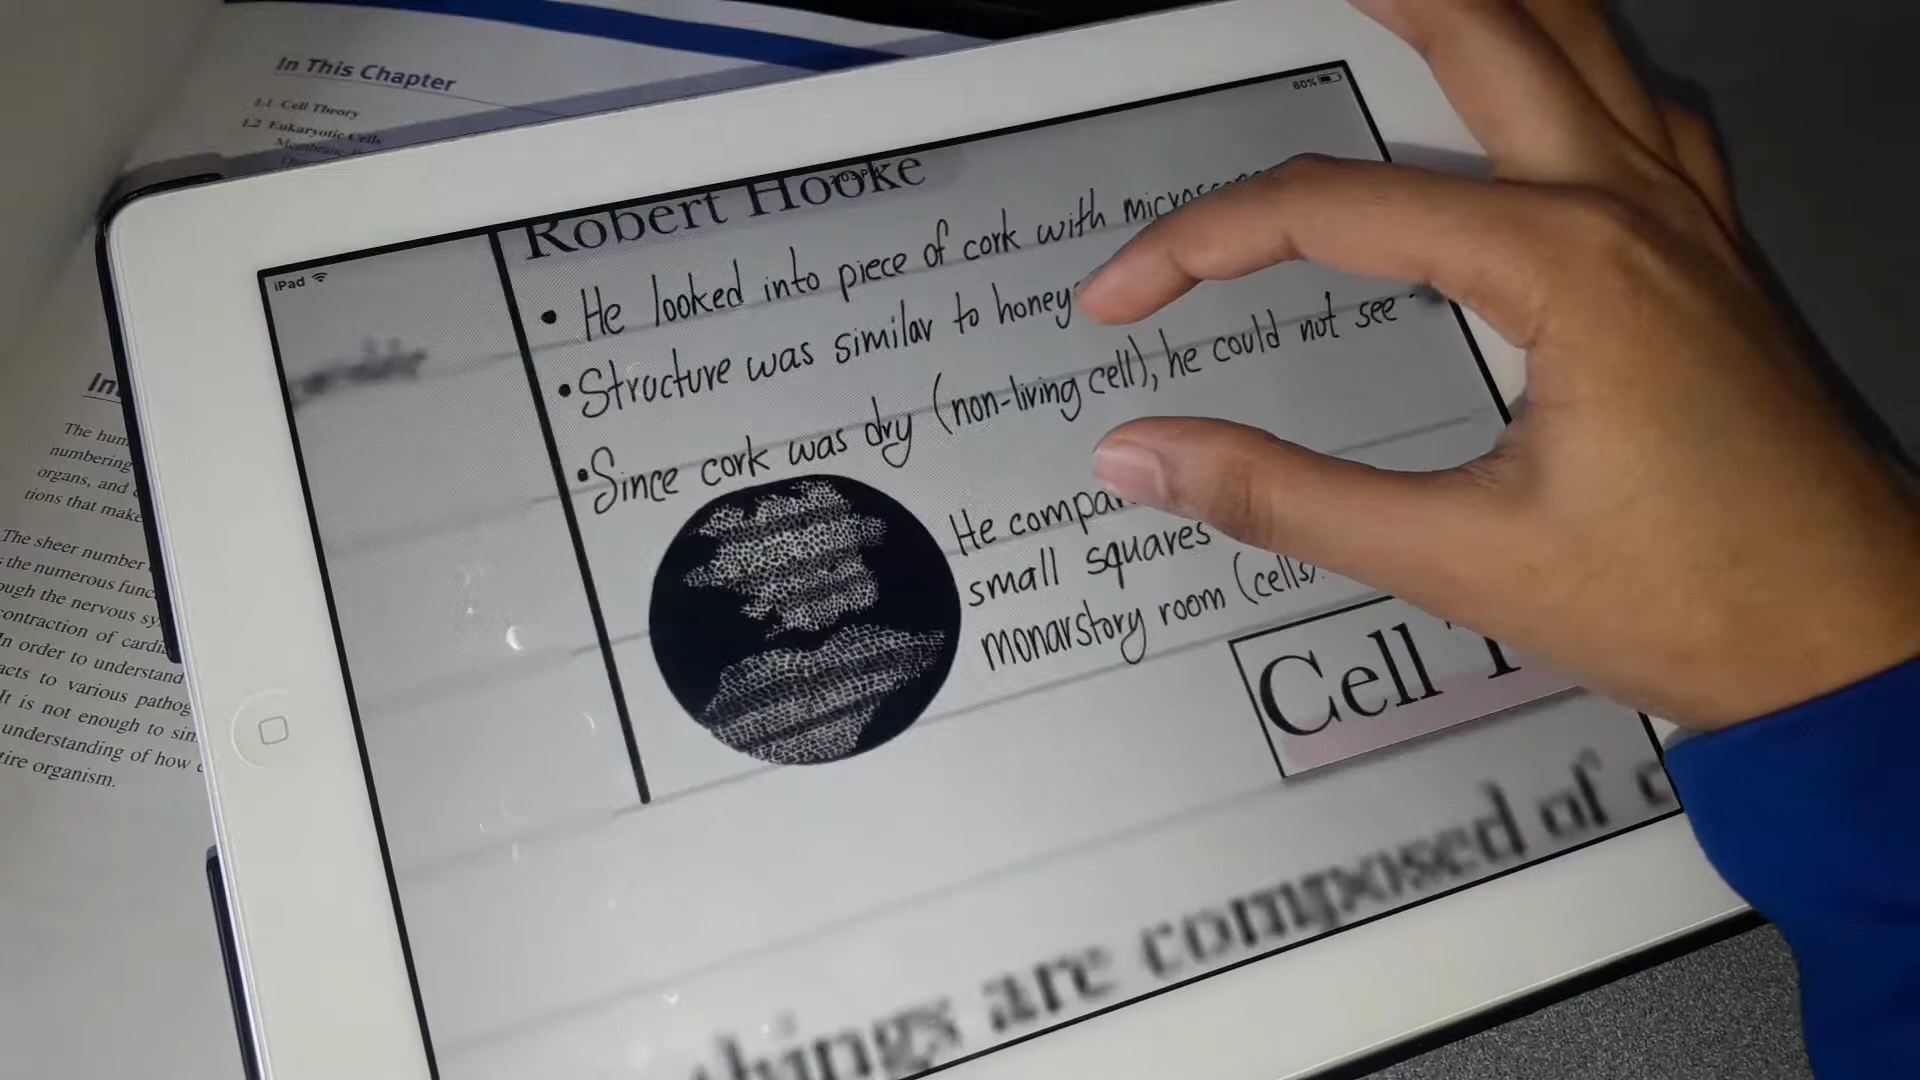 In This Chapter
1.1 Cell Theory
1.2 Eukaryotic Cells
The hum
numbering
organs, and
tions that make
The sheer number
the numerous func
ough the nervous sy
contraction of cardi
In order to understand
acts to various pathog
It is not enough to sim
understanding of how
tire organism.
iPad
60%
Robert Hooke
• He looked into piece of cork with micros
• Structure was similar to honey
• Since cork was dry (non-living cell), he could not see
He compar
small squares
monarstory room (cells)
Cell T
things are composed of c